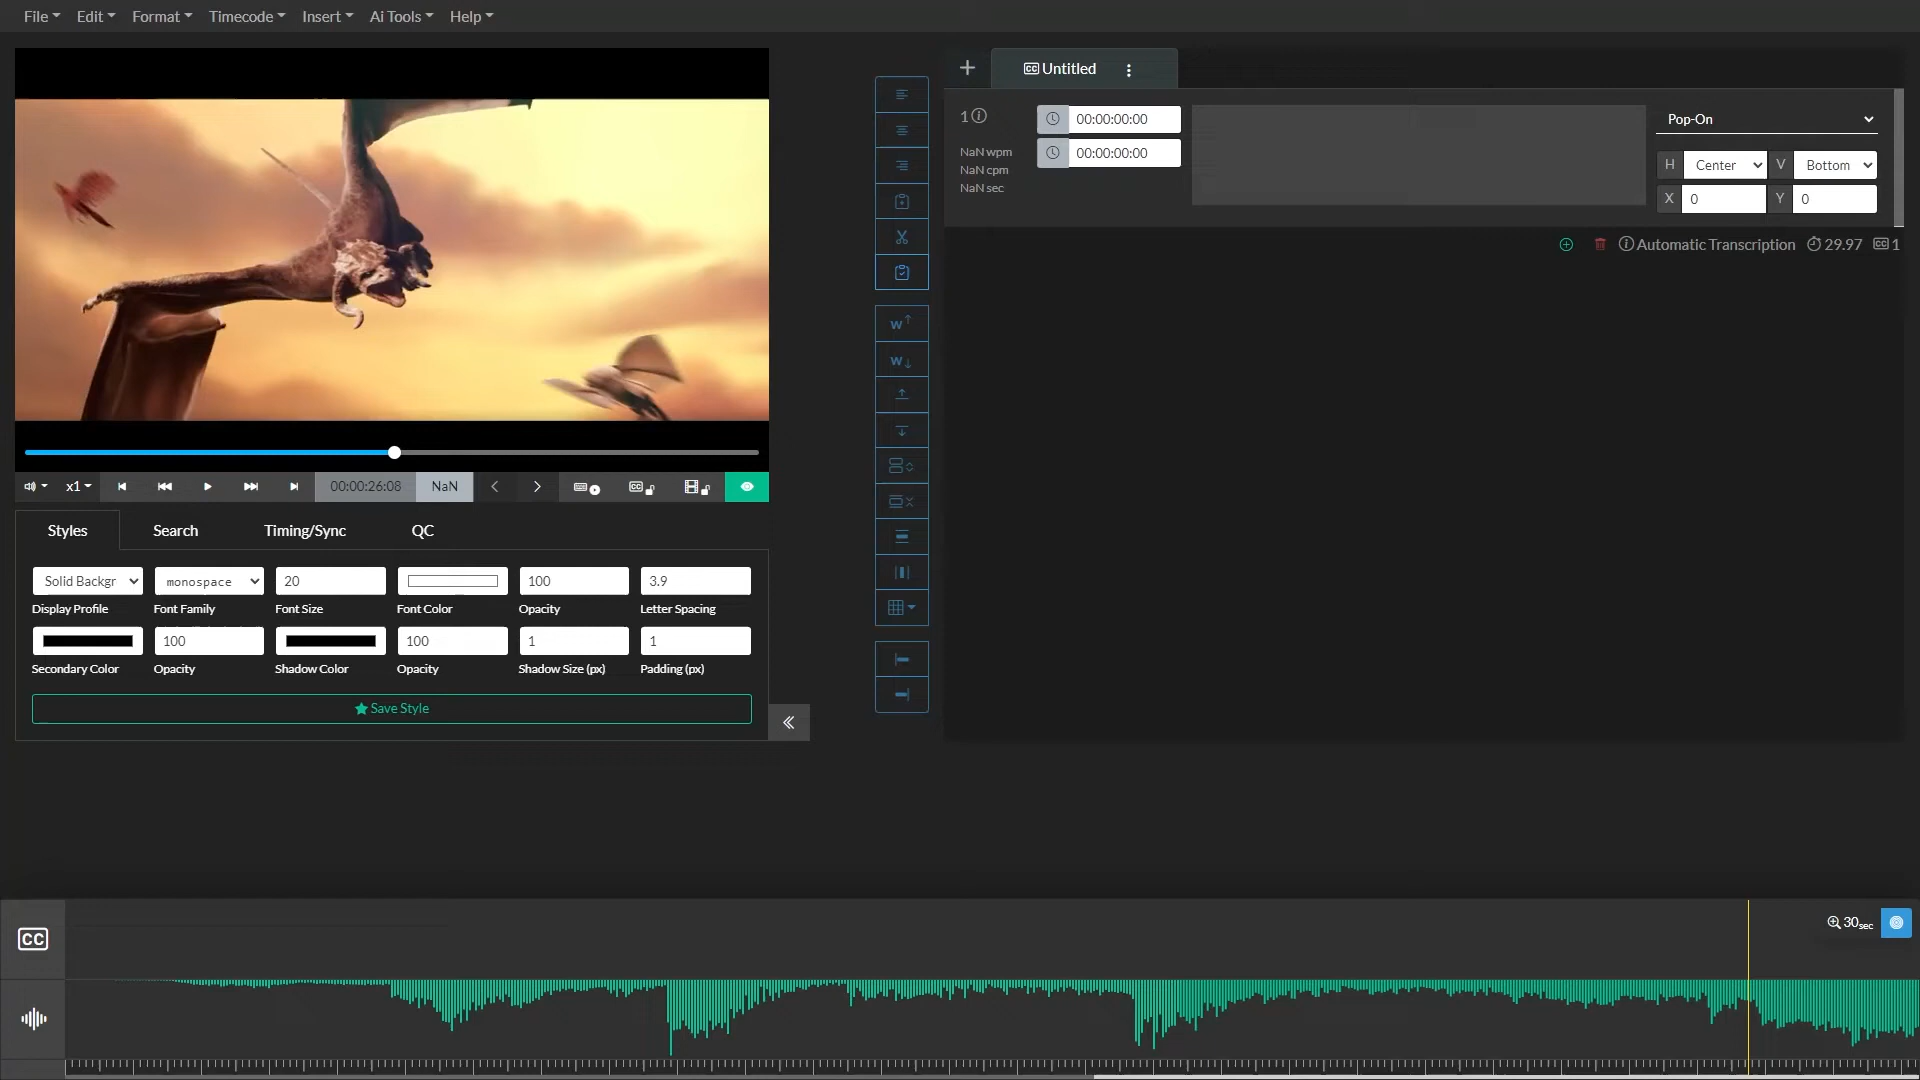 File Edit Format Timecode Insert Ai Tools Help
CC Untitled
1
00:00:00:00
Pop-On
NaN wpm
00:00:00:00
NaN cpm
H Center V Bottom
NaN sec
X 0 Y 0
Automatic Transcription 29.97 CC 1
W
W
x1 00:00:26:08 NaN CC
Styles Search Timing/Sync QC
Solid Backgr monospace 20 100 3.9
Display Profile Font Family Font Size Font Color Opacity Letter Spacing
100 100 1 1
Secondary Color Opacity Shadow Color Opacity Shadow Size (px) Padding (px)
Save Style
CC
30sec